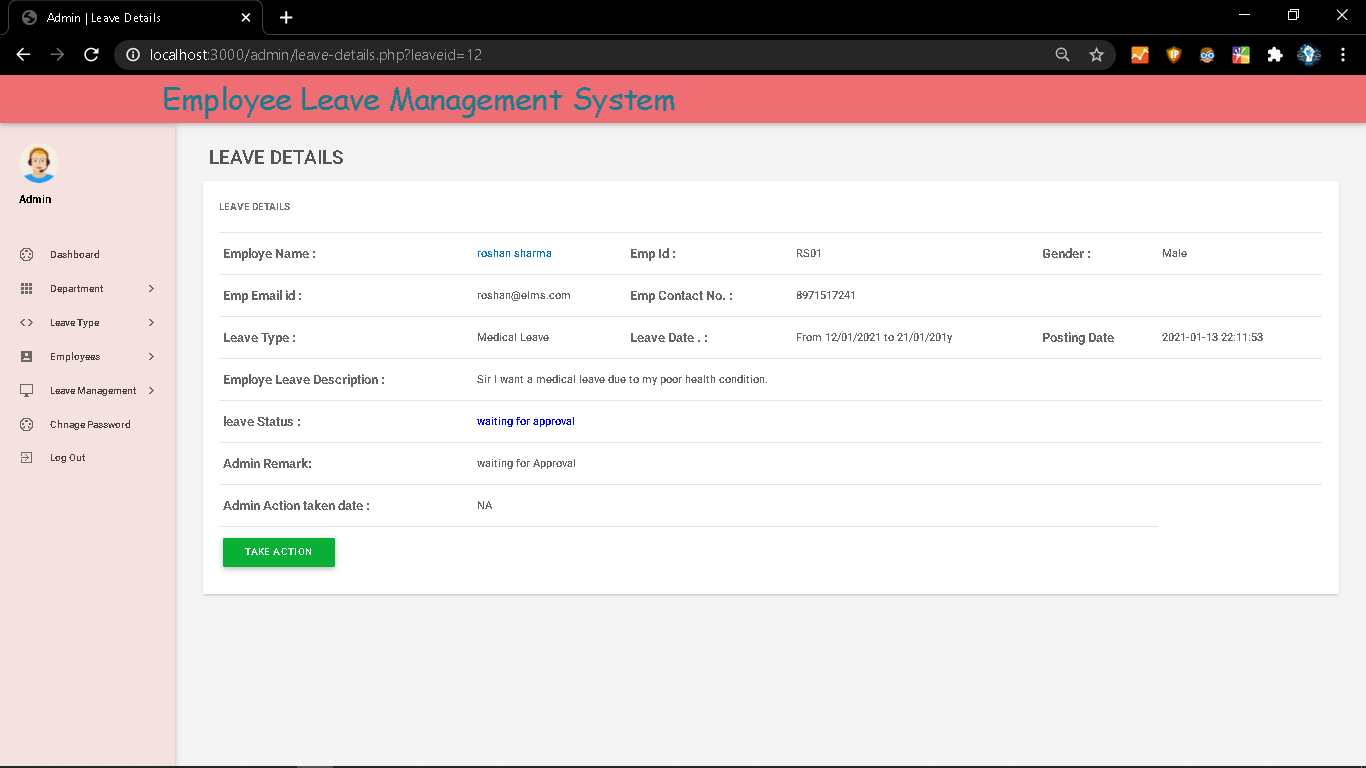 Admin | Leave Details
localhost:3000/admin/leave-details.php?leaveid=12
Employee Leave Management System
Admin
Dashboard
Department
Leave Type
Employees
Leave Management
Chnage Password
Log Out
LEAVE DETAILS
LEAVE DETAILS
Employe Name : roshan sharma Emp Id : RS01 Gender : Male
Emp Email id : roshan@elms.com Emp Contact No. : 8971517241
Leave Type : Medical Leave Leave Date . : From 12/01/2021 to 21/01/201y Posting Date 2021-01-13 22:11:53
Employe Leave Description : Sir I want a medical leave due to my poor health condition.
leave Status : waiting for approval
Admin Remark: waiting for Approval
Admin Action taken date : NA
TAKE ACTION